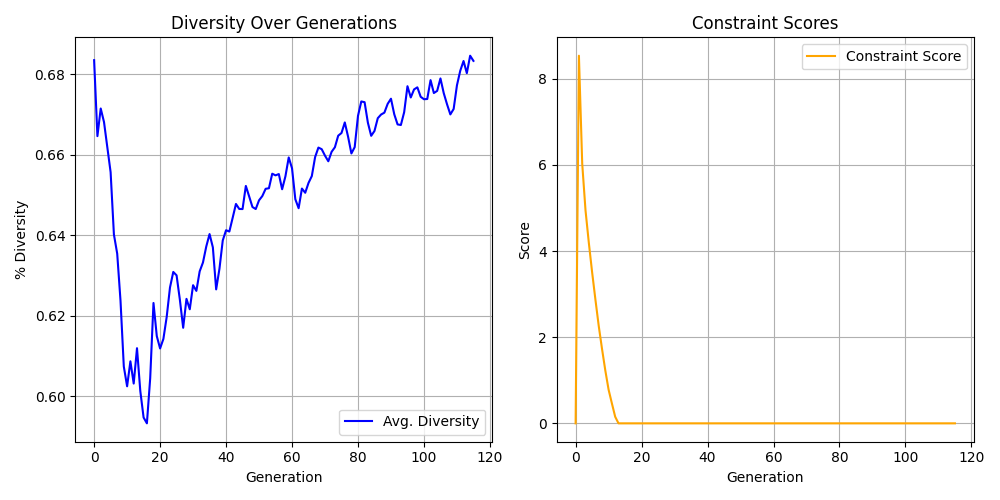 Diversity Over Generations
% Diversity
0.68
0.66
0.64
0.62
0.60
0 20 40 60 80 100 120
Generation
Avg. Diversity
Constraint Scores
Score
8
6
4
2
0
0 20 40 60 80 100 120
Generation
Constraint Score